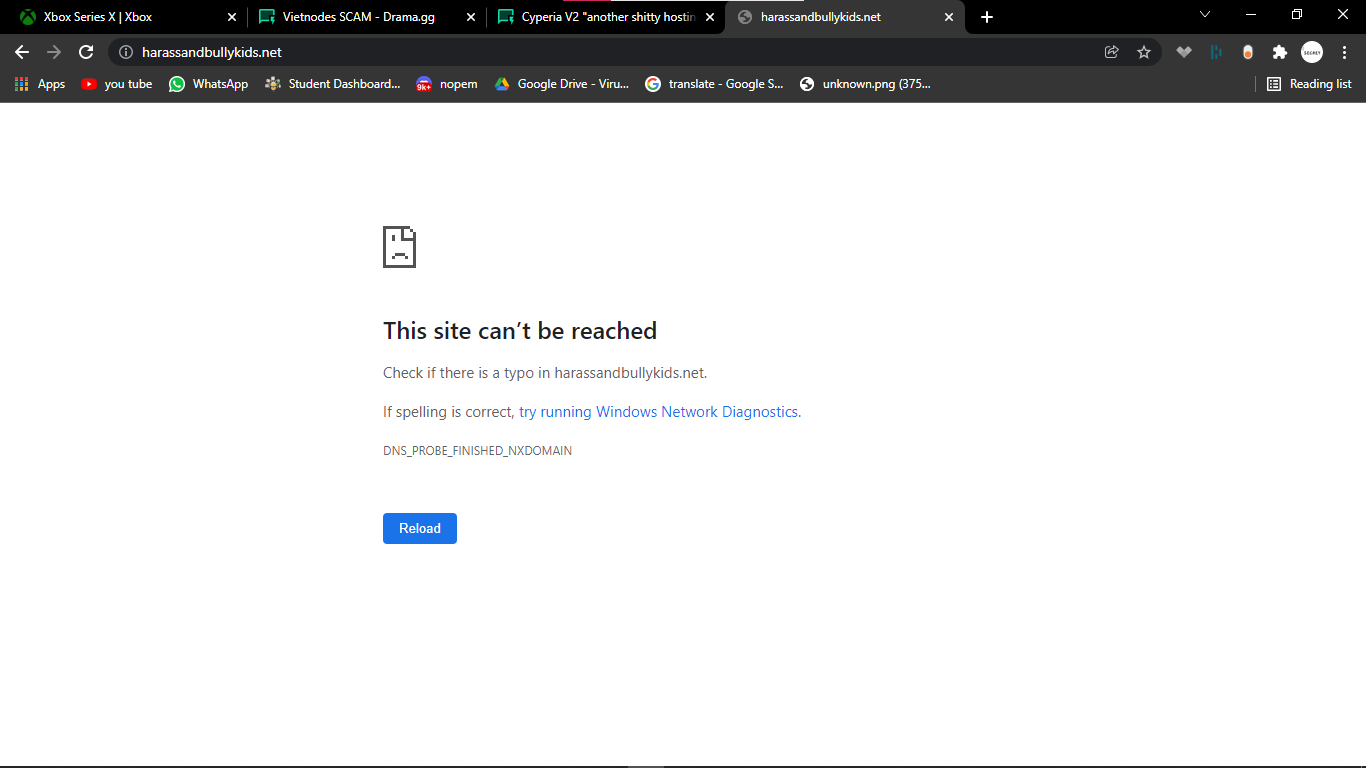 Xbox Series X | Xbox
Vietnodes SCAM - Drama.gg
Cyperia V2 "another shitty hostin
harassandbullykids.net
harassandbullykids.net
SECRET
Apps
you tube
WhatsApp
Student Dashboard...
9k+
nopem
Google Drive - Viru...
translate - Google S...
unknown.png (375...
Reading list
This site can’t be reached
Check if there is a typo in harassandbullykids.net.
If spelling is correct, try running Windows Network Diagnostics.
DNS_PROBE_FINISHED_NXDOMAIN
Reload